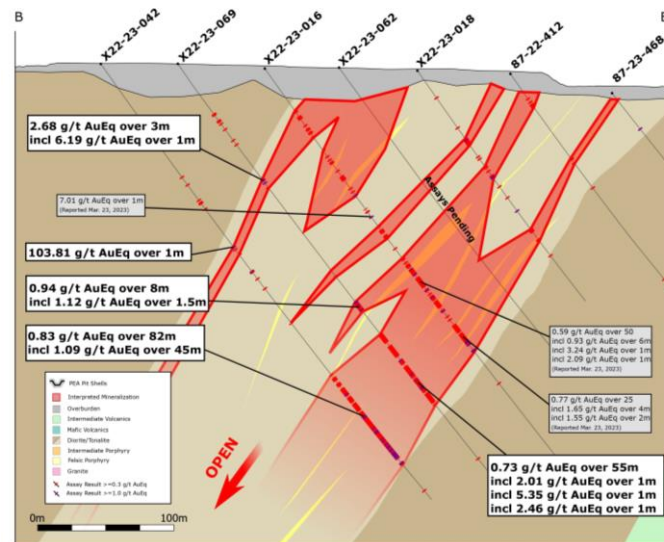 B
X22-23-042
X22-23-069
X22-23-016
X22-23-062
X22-23-018
87-22-412
87-23-468
2.68 g/t AuEq over 3m
incl 6.19 g/t AuEq over 1m
7.01 g/t AuEq over 1m
(Reported Mar. 23, 2023)
103.81 g/t AuEq over 1m
0.94 g/t AuEq over 8m
incl 1.12 g/t AuEq over 1.5m
0.83 g/t AuEq over 82m
incl 1.09 g/t AuEq over 45m
Assays Pending
0.59 g/t AuEq over 50
incl 0.93 g/t AuEq over 6m
incl 3.24 g/t AuEq over 1m
incl 2.09 g/t AuEq over 1m
(Reported Mar. 23, 2023)
0.77 g/t AuEq over 25
incl 1.65 g/t AuEq over 4m
incl 1.55 g/t AuEq over 2m
(Reported Mar. 23, 2023)
0.73 g/t AuEq over 55m
incl 2.01 g/t AuEq over 1m
incl 5.35 g/t AuEq over 1m
incl 2.46 g/t AuEq over 1m
OPEN
PEA Pit Shells
Interpreted Mineralization
Overburden
Intermediate Volcanics
Mafic Volcanics
Diorite/Tonalite
Intermediate Porphyry
Felsic Porphyry
Granite
Assay Result >=0.3 g/t AuEq
Assay Result >=1.0 g/t AuEq
0m
100m